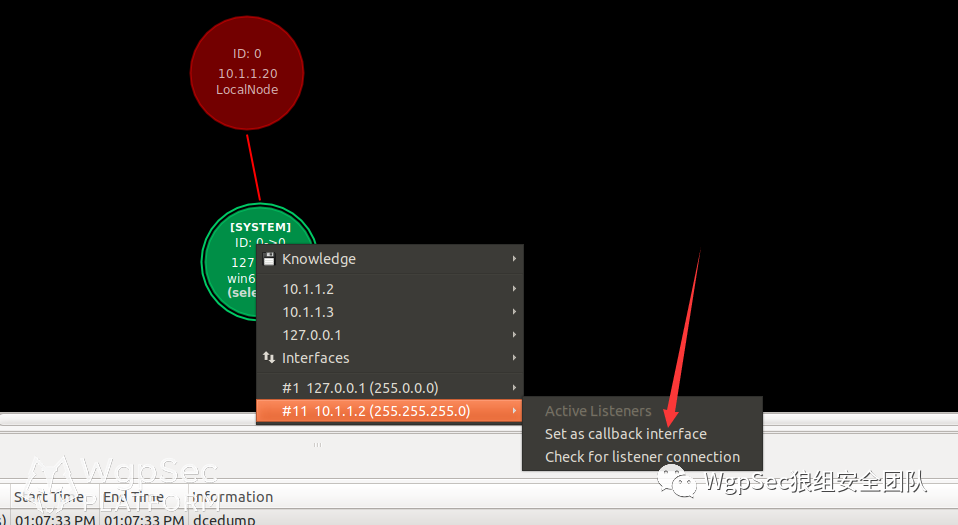 ID: 0
10.1.1.20
LocalNode
[SYSTEM]
ID: 0->0
127
win6
(sele
Knowledge
10.1.1.2
10.1.1.3
127.0.0.1
Interfaces
#1 127.0.0.1 (255.0.0.0)
#11 10.1.1.2 (255.255.255.0)
Active Listeners
Set as callback interface
Check for listener connection
WgpSec狼组安全团队
WgpSec
PLATFORM
Start Time End Time Information
s) 01:07:33 PM 01:07:33 PM dcedump